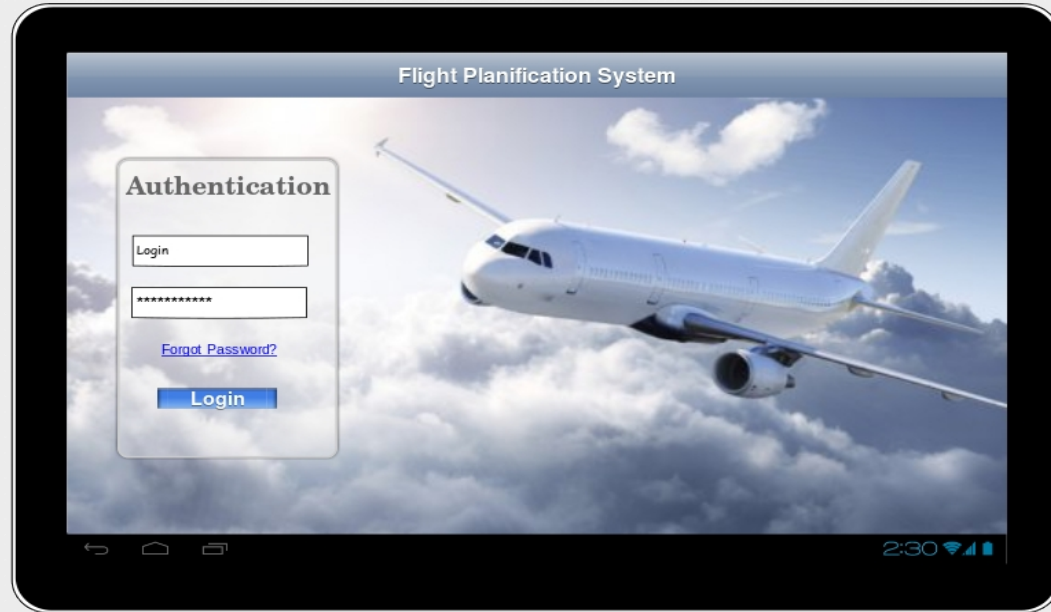 Flight Planification System
Authentication
Login
***********
Forgot Password?
Login
2:30